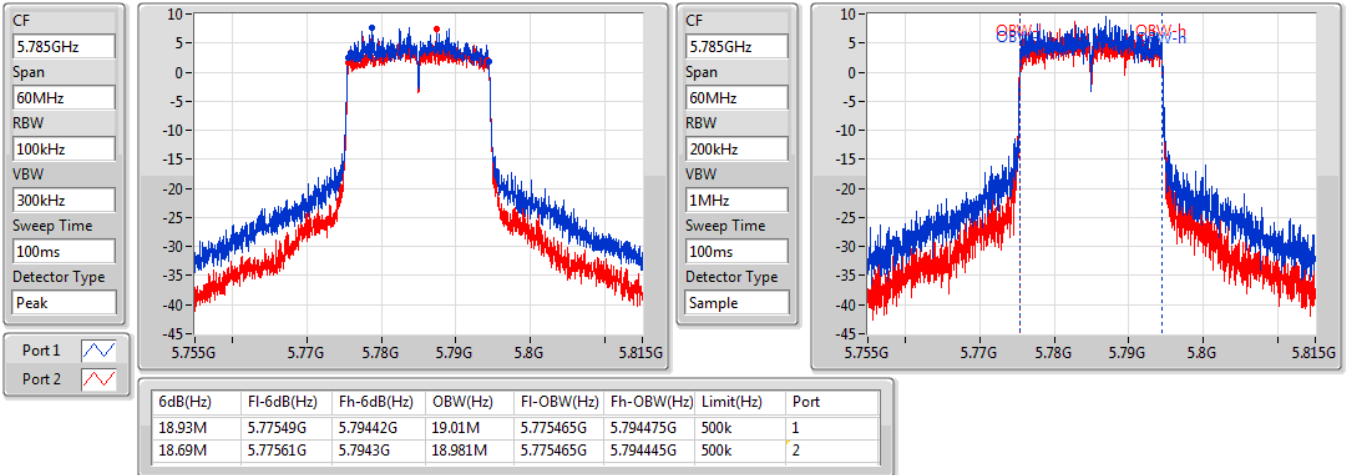 CF
5.785GHz
Span
60MHz
RBW
100kHz
VBW
300kHz
Sweep Time
100ms
Detector Type
Peak
Port 1
Port 2
10
5
0
-5
-10
-15
-20
-25
-30
-35
-40
-45
5.755G 5.77G 5.78G 5.79G 5.8G 5.815G
CF
5.785GHz
Span
60MHz
RBW
200kHz
VBW
1MHz
Sweep Time
100ms
Detector Type
Sample
10
5
0
-5
-10
-15
-20
-25
-30
-35
-40
-45
OBW-h
5.755G 5.77G 5.78G 5.79G 5.8G 5.815G
6dB(Hz) Fl-6dB(Hz) Fh-6dB(Hz) OBW(Hz) Fl-OBW(Hz) Fh-OBW(Hz) Limit(Hz) Port
18.93M 5.77549G 5.79442G 19.01M 5.775465G 5.794475G 500k 1
18.69M 5.77561G 5.7943G 18.981M 5.775465G 5.794445G 500k 2